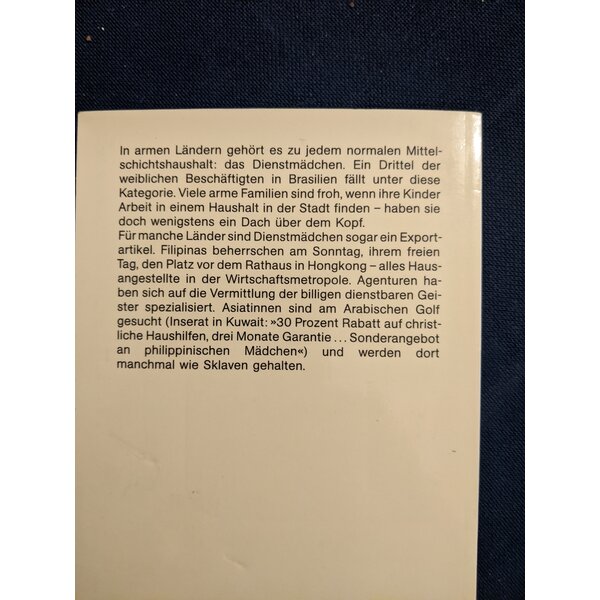 In armen Ländern gehört es zu jedem normalen Mittel-
schichtshaushalt: das Dienstmädchen. Ein Drittel der
weiblichen Beschäftigten in Brasilien fällt unter diese
Kategorie. Viele arme Familien sind froh, wenn ihre Kinder
Arbeit in einem Haushalt in der Stadt finden – haben sie
doch wenigstens ein Dach über dem Kopf.
Für manche Länder sind Dienstmädchen sogar ein Export-
artikel. Filipinas beherrschen am Sonntag, ihrem freien
Tag, den Platz vor dem Rathaus in Hongkong – alles Haus-
angestellte in der Wirtschaftsmetropole. Agenturen ha-
ben sich auf die Vermittlung der billigen dienstbaren Gei-
ster spezialisiert. Asiatinnen sind am Arabischen Golf
gesucht (Inserat in Kuwait: »30 Prozent Rabatt auf christ-
liche Haushilfen, drei Monate Garantie ... Sonderangebot
an philippinischen Mädchen«) und werden dort
manchmal wie Sklaven gehalten.